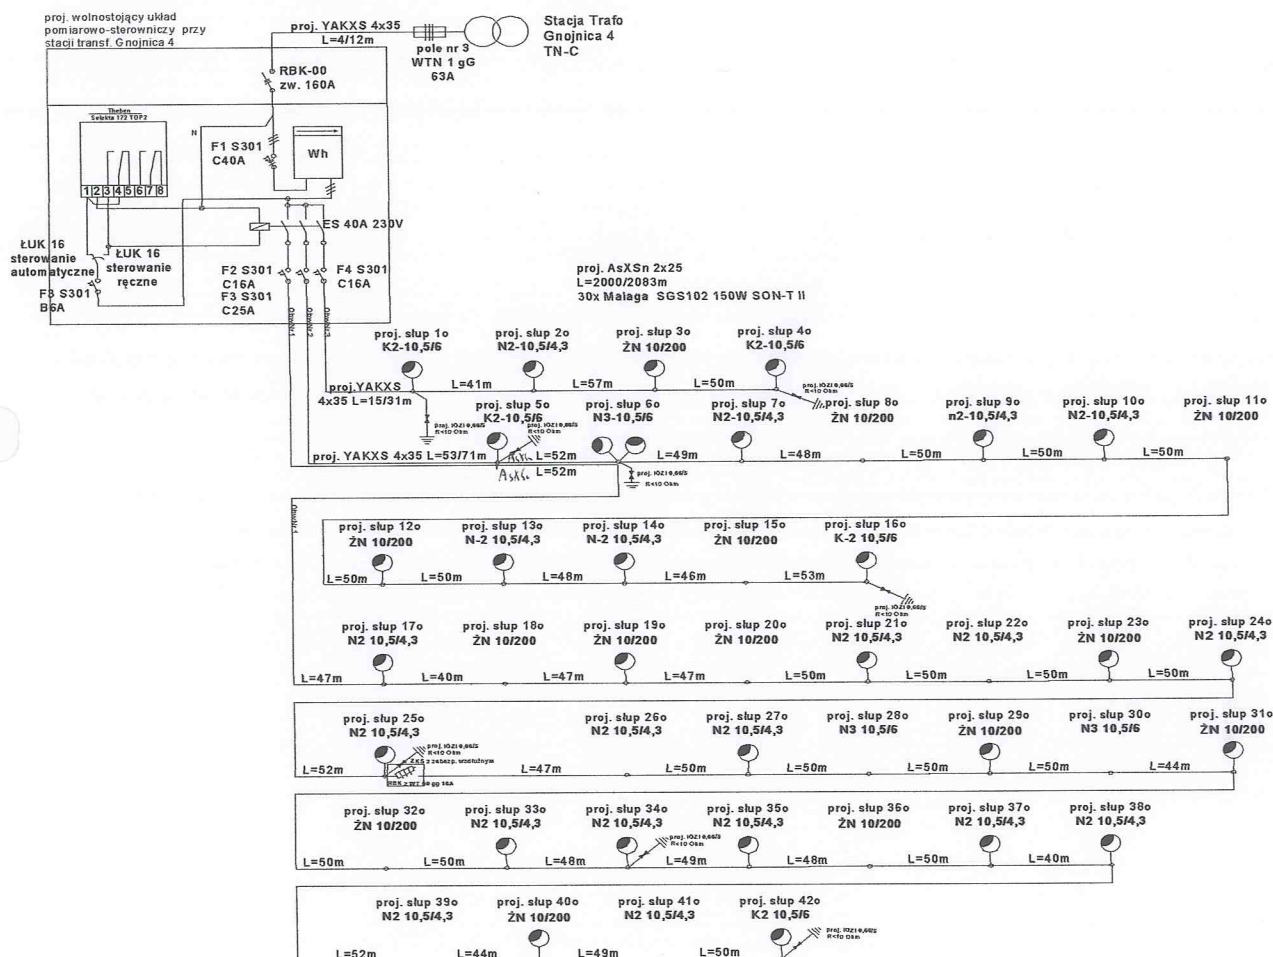 proj. wolnostojący układ
pomiarowo-sterowniczy przy
stacji transf. Gnojnica 4
proj. YAKXS 4x35
L=4/12m
pole nr 3
WTN 1 gG
63A
Stacja Trafo
Gnojnica 4
TN-C
RBK-00
zw. 160A
Theben
Selekta 172 TOP2
N
F1 S301
C40A
Wh
1 2 3 4 5 6 7 8
ES 40A 230V
ŁUK 16
sterowanie
automatyczne
ŁUK 16
sterowanie
ręczne
F3 S301
B6A
F2 S301
C16A
F3 S301
C25A
F4 S301
C16A
proj. AsXSn 2x25
L=2000/2083m
30x Malaga SGS102 150W SON-T II
proj. słup 1o
K2-10,5/6
proj. słup 2o
N2-10,5/4,3
proj. słup 3o
ŻN 10/200
proj. słup 4o
K2-10,5/6
proj.YAKXS
4x35 L=15/31m
L=41m
L=57m
L=50m
R<10 Ohm
R<10 Ohm
proj. słup 5o
K2-10,5/6
R<10 Ohm
proj. słup 6o
N3-10,5/6
proj. słup 7o
N2-10,5/4,3
proj. słup 8o
ŻN 10/200
proj. słup 9o
n2-10,5/4,3
proj. słup 10o
N2-10,5/4,3
proj. słup 11o
ŻN 10/200
proj. YAKXS 4x35 L=53/71m
L=52m
L=52m
L=49m
L=48m
L=50m
L=50m
L=50m
R<10 Ohm
proj. słup 12o
ŻN 10/200
proj. słup 13o
N-2 10,5/4,3
proj. słup 14o
N-2 10,5/4,3
proj. słup 15o
ŻN 10/200
proj. słup 16o
K-2 10,5/6
L=50m
L=50m
L=48m
L=46m
L=53m
R<10 Ohm
proj. słup 17o
N2 10,5/4,3
proj. słup 18o
ŻN 10/200
proj. słup 19o
ŻN 10/200
proj. słup 20o
ŻN 10/200
proj. słup 21o
N2 10,5/4,3
proj. słup 22o
N2 10,5/4,3
proj. słup 23o
ŻN 10/200
proj. słup 24o
N2 10,5/4,3
L=47m
L=40m
L=47m
L=47m
L=50m
L=50m
L=50m
L=50m
proj. słup 25o
N2 10,5/4,3
proj. słup 26o
N2 10,5/4,3
proj. słup 27o
N2 10,5/4,3
proj. słup 28o
N3 10,5/6
proj. słup 29o
ŻN 10/200
proj. słup 30o
N3 10,5/6
proj. słup 31o
ŻN 10/200
R<10 Ohm
L=52m
L=47m
L=50m
L=50m
L=50m
L=50m
L=44m
proj. słup 32o
ŻN 10/200
proj. słup 33o
N2 10,5/4,3
proj. słup 34o
N2 10,5/4,3
proj. słup 35o
N2 10,5/4,3
proj. słup 36o
ŻN 10/200
proj. słup 37o
N2 10,5/4,3
proj. słup 38o
N2 10,5/4,3
R<10 Ohm
L=50m
L=50m
L=48m
L=49m
L=48m
L=50m
L=40m
proj. słup 39o
N2 10,5/4,3
proj. słup 40o
ŻN 10/200
proj. słup 41o
N2 10,5/4,3
proj. słup 42o
K2 10,5/6
R<10 Ohm
L=52m
L=44m
L=49m
L=50m